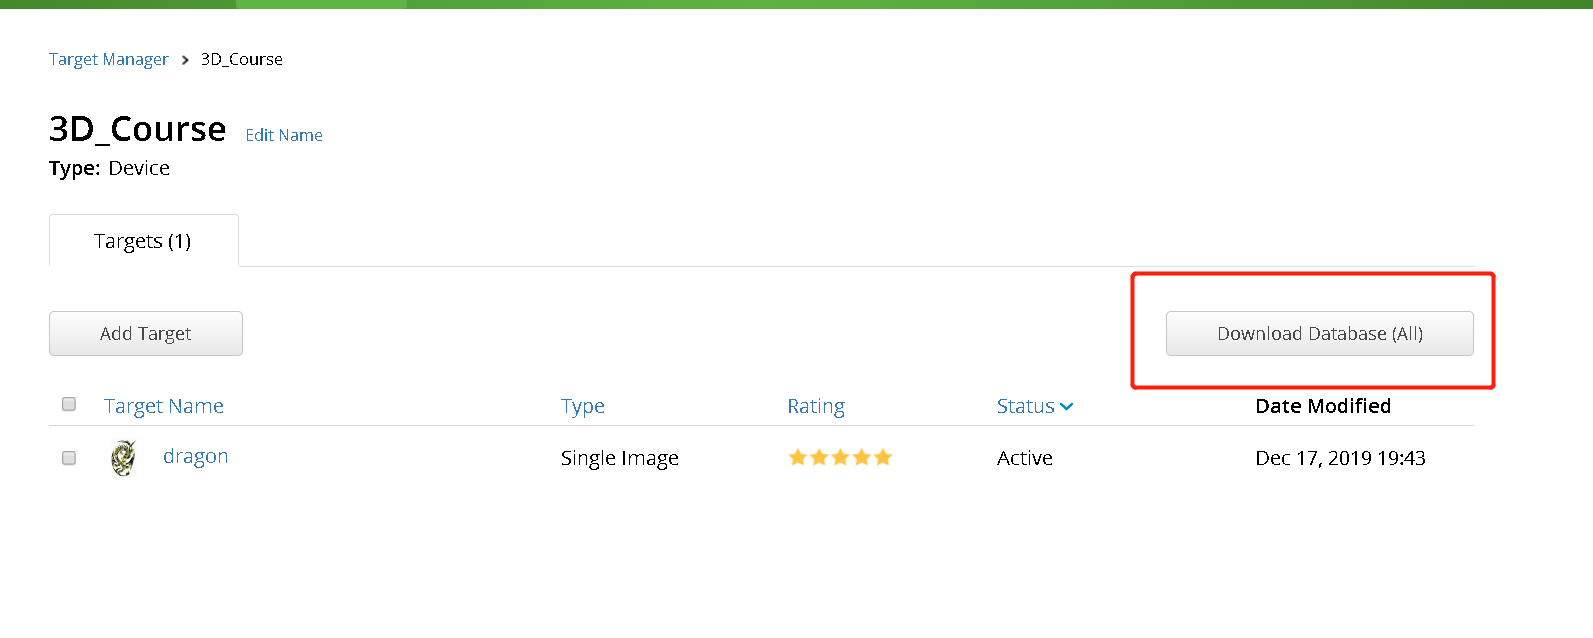 Target Manager > 3D_Course
3D_Course Edit Name
Type: Device
Targets (1)
Add Target Download Database (All)
Target Name Type Rating Status Date Modified
dragon Single Image Active Dec 17, 2019 19:43